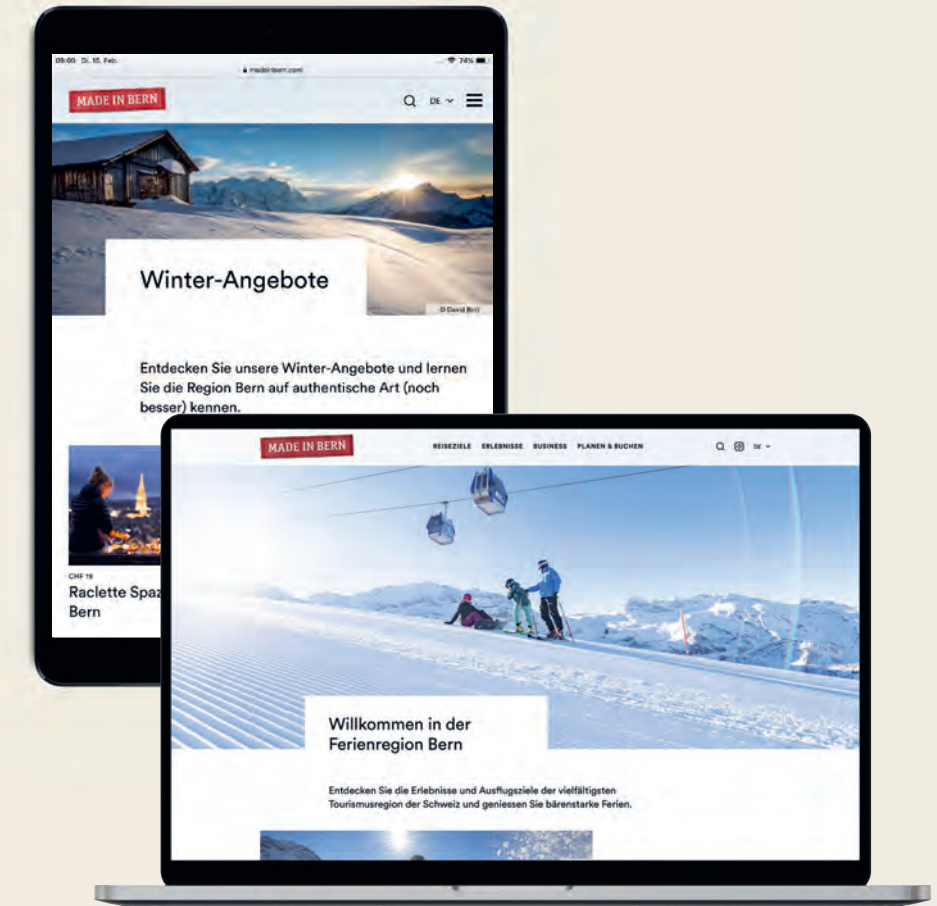 09:00 Di. 15. Feb.
74%
madeinbern.com
MADE IN BERN
DE
Winter-Angebote
© David Birri
Entdecken Sie unsere Winter-Angebote und lernen
Sie die Region Bern auf authentische Art (noch
besser) kennen.
CHF 19
Raclette Spaz
Bern
MADE IN BERN
REISEZIELE ERLEBNISSE BUSINESS PLANEN & BUCHEN
DE
Willkommen in der
Ferienregion Bern
Entdecken Sie die Erlebnisse und Ausflugsziele der vielfältigsten
Tourismusregion der Schweiz und geniessen Sie bärenstarke Ferien.